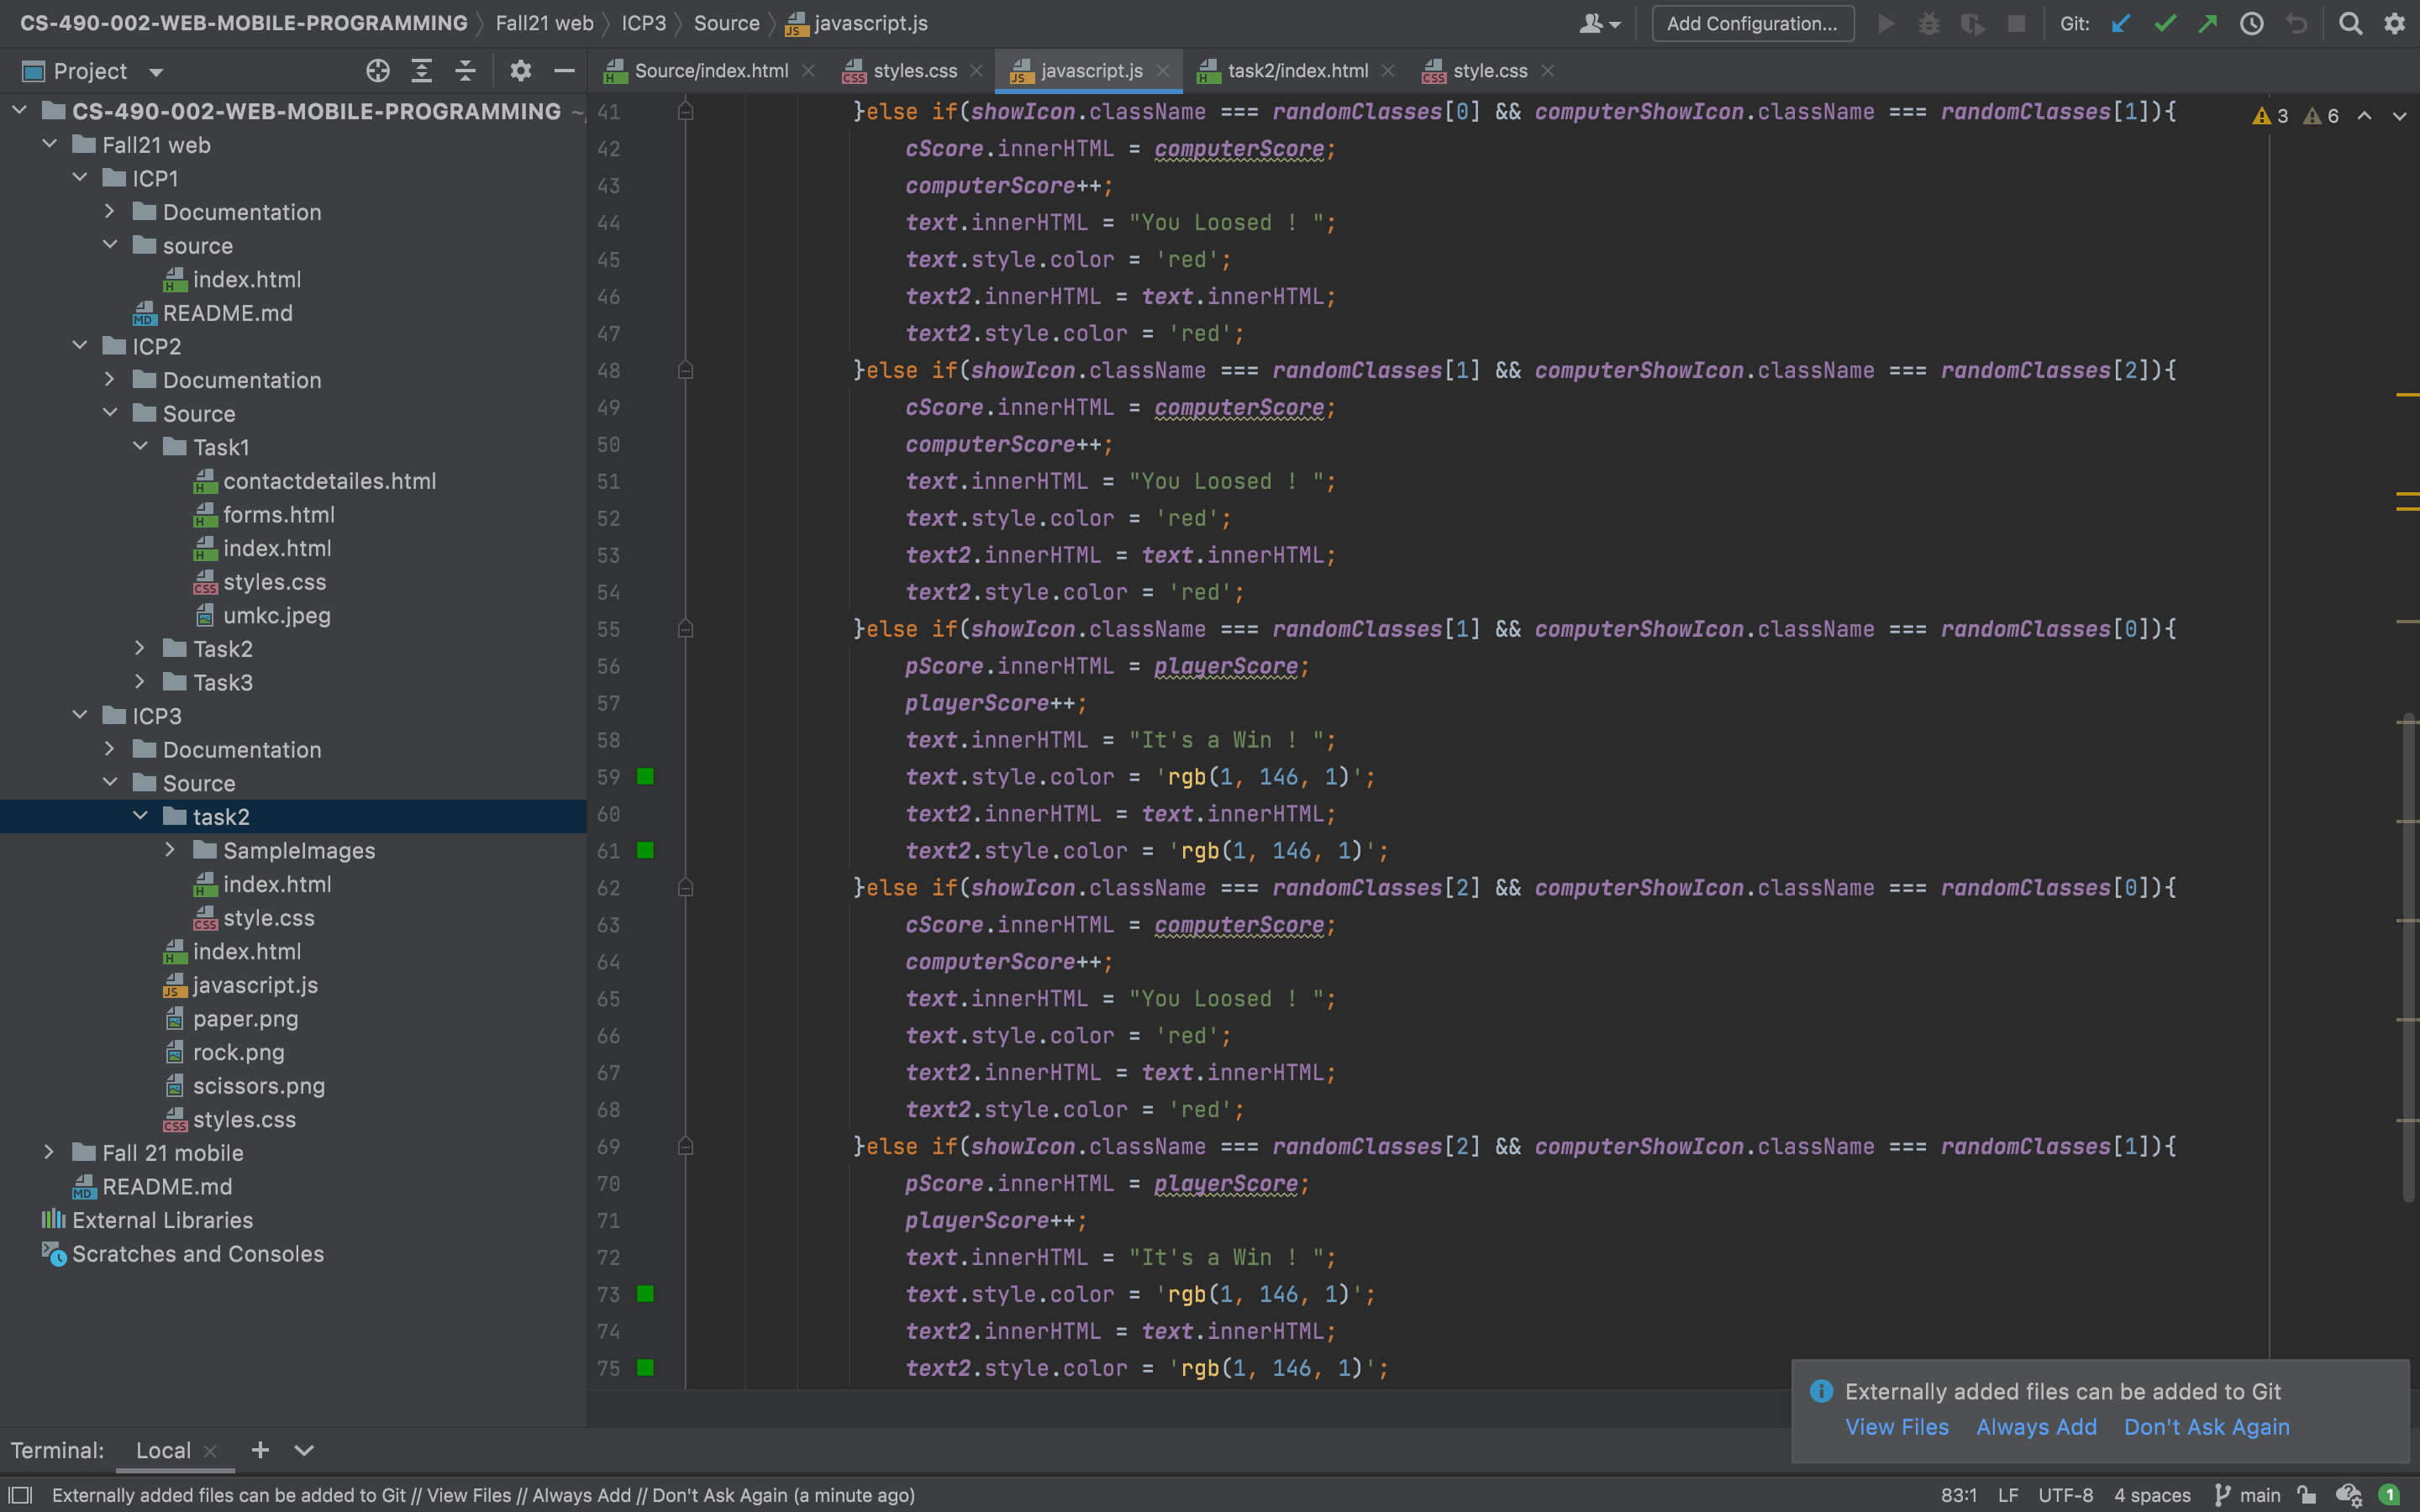 CS-490-002-WEB-MOBILE-PROGRAMMING Fall21 web ICP3 Source javascript.js Add Configuration... Git:
Project Source/index.html styles.css javascript.js task2/index.html style.css
CS-490-002-WEB-MOBILE-PROGRAMMING ~
Fall21 web
ICP1
Documentation
source
index.html
README.md
ICP2
Documentation
Source
Task1
contactdetailes.html
forms.html
index.html
styles.css
umkc.jpeg
Task2
Task3
ICP3
Documentation
Source
task2
SampleImages
index.html
style.css
index.html
javascript.js
paper.png
rock.png
scissors.png
styles.css
Fall 21 mobile
README.md
External Libraries
Scratches and Consoles
41 }else if(showIcon.className === randomClasses[0] && computerShowIcon.className === randomClasses[1]){
3 6
42 cScore.innerHTML = computerScore;
43 computerScore++;
44 text.innerHTML = "You Loosed ! ";
45 text.style.color = 'red';
46 text2.innerHTML = text.innerHTML;
47 text2.style.color = 'red';
48 }else if(showIcon.className === randomClasses[1] && computerShowIcon.className === randomClasses[2]){
49 cScore.innerHTML = computerScore;
50 computerScore++;
51 text.innerHTML = "You Loosed ! ";
52 text.style.color = 'red';
53 text2.innerHTML = text.innerHTML;
54 text2.style.color = 'red';
55 }else if(showIcon.className === randomClasses[1] && computerShowIcon.className === randomClasses[0]){
56 pScore.innerHTML = playerScore;
57 playerScore++;
58 text.innerHTML = "It's a Win ! ";
59 text.style.color = 'rgb(1, 146, 1)';
60 text2.innerHTML = text.innerHTML;
61 text2.style.color = 'rgb(1, 146, 1)';
62 }else if(showIcon.className === randomClasses[2] && computerShowIcon.className === randomClasses[0]){
63 cScore.innerHTML = computerScore;
64 computerScore++;
65 text.innerHTML = "You Loosed ! ";
66 text.style.color = 'red';
67 text2.innerHTML = text.innerHTML;
68 text2.style.color = 'red';
69 }else if(showIcon.className === randomClasses[2] && computerShowIcon.className === randomClasses[1]){
70 pScore.innerHTML = playerScore;
71 playerScore++;
72 text.innerHTML = "It's a Win ! ";
73 text.style.color = 'rgb(1, 146, 1)';
74 text2.innerHTML = text.innerHTML;
75 text2.style.color = 'rgb(1, 146, 1)';
Externally added files can be added to Git
View Files Always Add Don't Ask Again
Terminal: Local
Externally added files can be added to Git // View Files // Always Add // Don't Ask Again (a minute ago) 83:1 LF UTF-8 4 spaces main 1